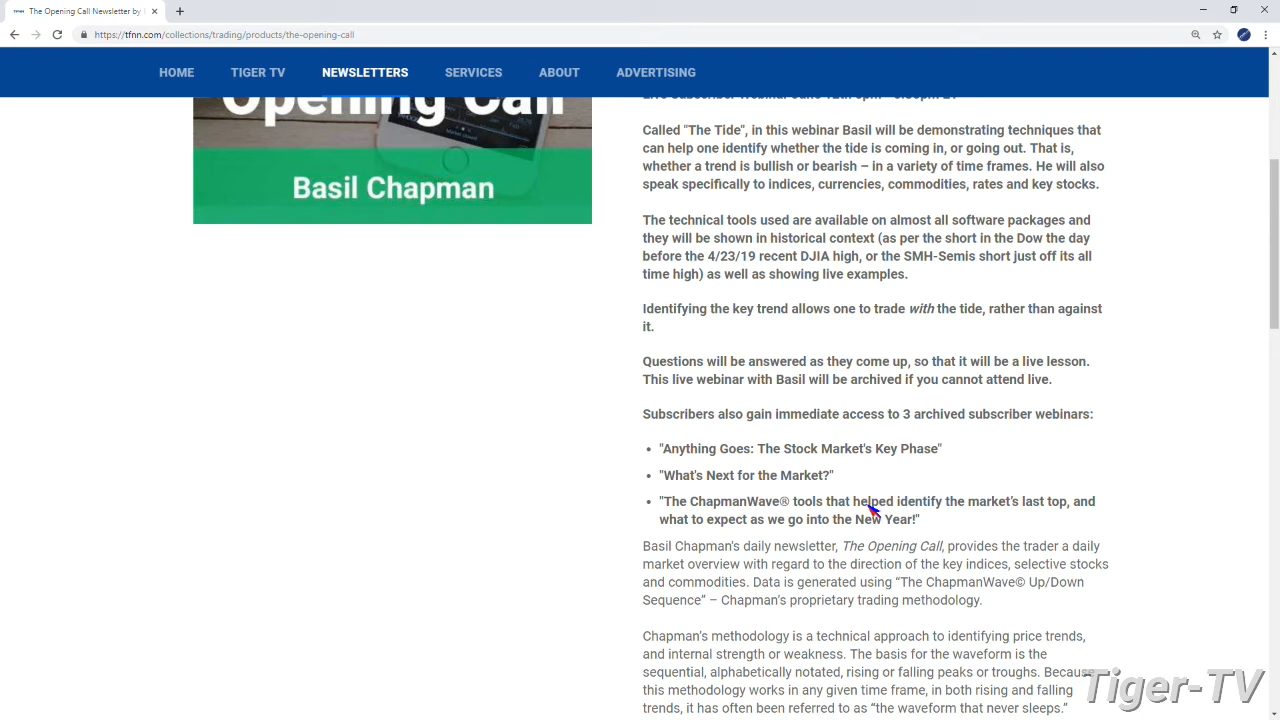 The Opening Call Newsletter by
https://tfnn.com/collections/trading/products/the-opening-call
HOME TIGER TV NEWSLETTERS SERVICES ABOUT ADVERTISING
Opening Call
Basil Chapman
Called "The Tide", in this webinar Basil will be demonstrating techniques that
can help one identify whether the tide is coming in, or going out. That is,
whether a trend is bullish or bearish – in a variety of time frames. He will also
speak specifically to indices, currencies, commodities, rates and key stocks.
The technical tools used are available on almost all software packages and
they will be shown in historical context (as per the short in the Dow the day
before the 4/23/19 recent DJIA high, or the SMH-Semis short just off its all
time high) as well as showing live examples.
Identifying the key trend allows one to trade with the tide, rather than against
it.
Questions will be answered as they come up, so that it will be a live lesson.
This live webinar with Basil will be archived if you cannot attend live.
Subscribers also gain immediate access to 3 archived subscriber webinars:
• "Anything Goes: The Stock Market's Key Phase"
• "What's Next for the Market?"
• "The ChapmanWave® tools that helped identify the market’s last top, and
what to expect as we go into the New Year!"
Basil Chapman's daily newsletter, The Opening Call, provides the trader a daily
market overview with regard to the direction of the key indices, selective stocks
and commodities. Data is generated using “The ChapmanWave© Up/Down
Sequence” – Chapman’s proprietary trading methodology.
Chapman's methodology is a technical approach to identifying price trends,
and internal strength or weakness. The basis for the waveform is the
sequential, alphabetically notated, rising or falling peaks or troughs. Because
this methodology works in any given time frame, in both rising and falling
trends, it has often been referred to as “the waveform that never sleeps.”
Tiger-TV